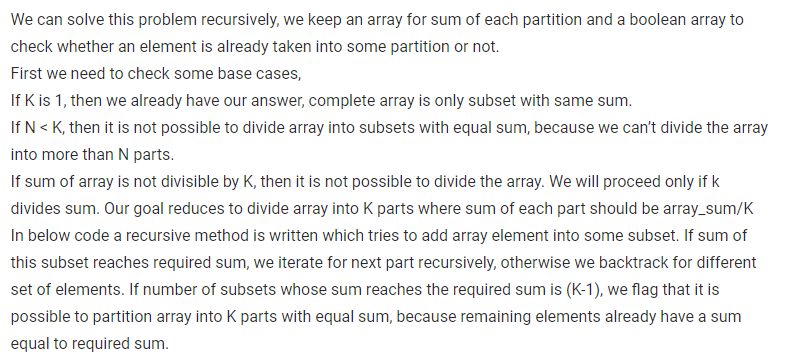 We can solve this problem recursively, we keep an array for sum of each partition and a boolean array to
check whether an element is already taken into some partition or not.
First we need to check some base cases,
If K is 1, then we already have our answer, complete array is only subset with same sum.
If N < K, then it is not possible to divide array into subsets with equal sum, because we can’t divide the array
into more than N parts.
If sum of array is not divisible by K, then it is not possible to divide the array. We will proceed only if k
divides sum. Our goal reduces to divide array into K parts where sum of each part should be array_sum/K
In below code a recursive method is written which tries to add array element into some subset. If sum of
this subset reaches required sum, we iterate for next part recursively, otherwise we backtrack for different
set of elements. If number of subsets whose sum reaches the required sum is (K-1), we flag that it is
possible to partition array into K parts with equal sum, because remaining elements already have a sum
equal to required sum.